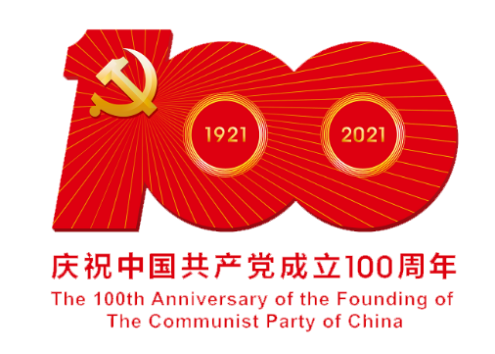 100
1921
2021
庆祝中国共产党成立100周年
The 100th Anniversary of the Founding of
The Communist Party of China